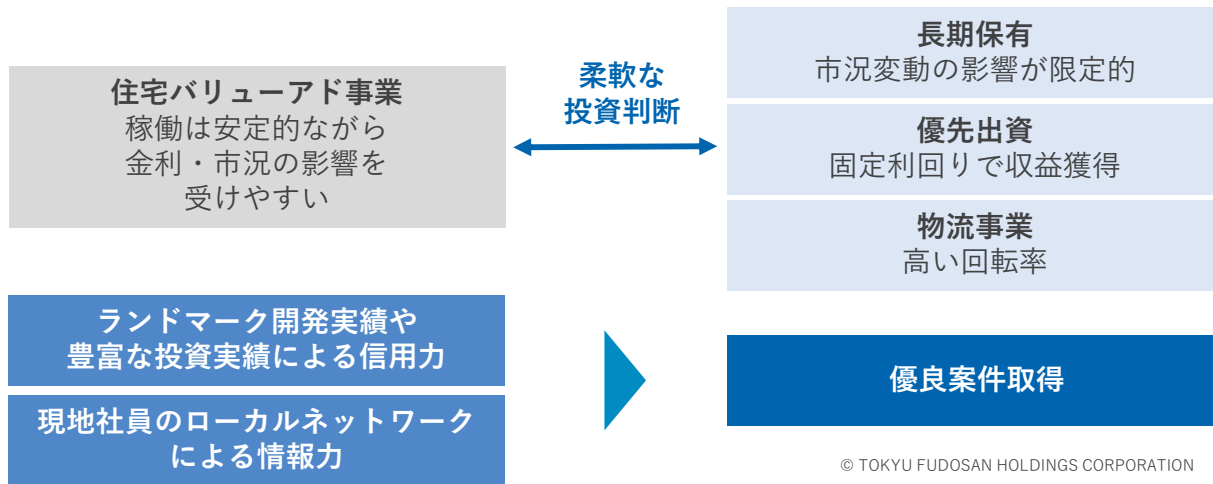 住宅バリューアド事業
稼働は安定的ながら
金利・市況の影響を
受けやすい
柔軟な
投資判断
長期保有
市況変動の影響が限定的
優先出資
固定利回りで収益獲得
物流事業
高い回転率
ランドマーク開発実績や
豊富な投資実績による信用力
現地社員のローカルネットワーク
による情報力
優良案件取得
© TOKYU FUDOSAN HOLDINGS CORPORATION